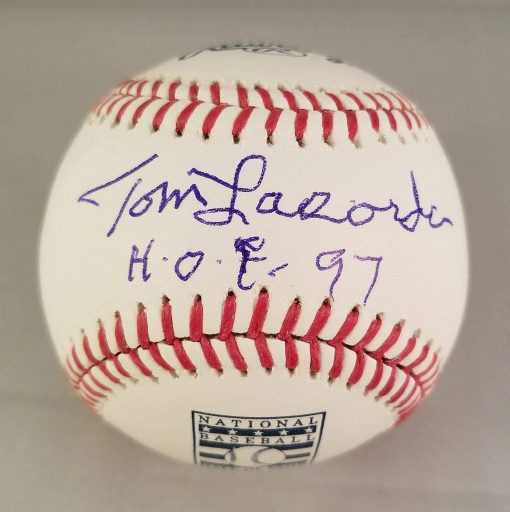 Tom Lasorda
H.O.F. 97
NATIONAL
BASEBALL